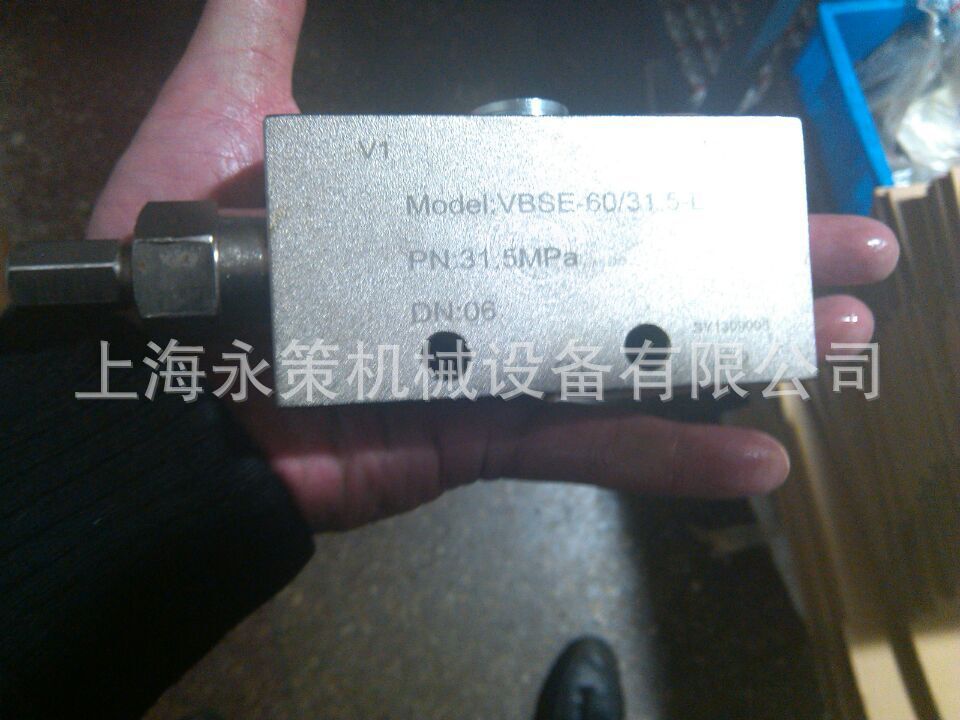 V1
Model:VBSE-60/31.5-L
PN:31.5MPa
DN:06
上海永策机械设备有限公司